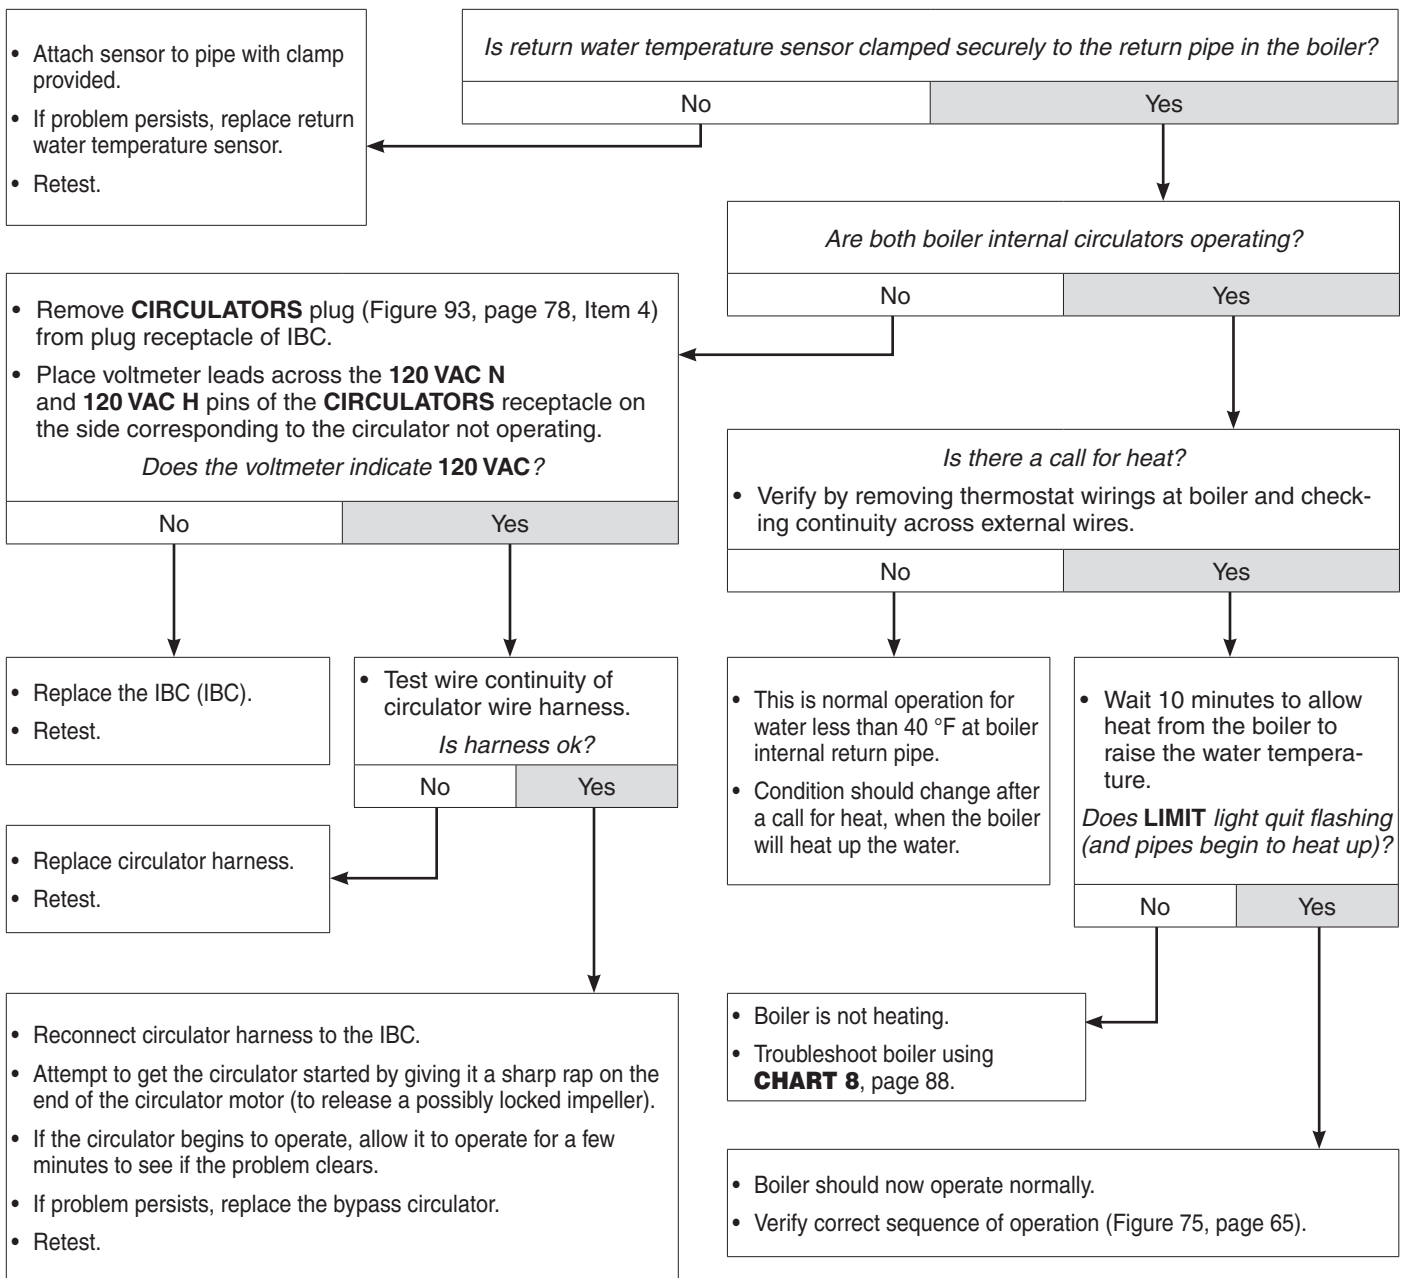 • Attach sensor to pipe with clamp
provided.
• If problem persists, replace return
water temperature sensor.
• Retest.
Is return water temperature sensor clamped securely to the return pipe in the boiler?
No
Yes
Are both boiler internal circulators operating?
No
Yes
• Remove CIRCULATORS plug (Figure 93, page 78, Item 4)
from plug receptacle of IBC.
• Place voltmeter leads across the 120 VAC N
and 120 VAC H pins of the CIRCULATORS receptacle on
the side corresponding to the circulator not operating.
Does the voltmeter indicate 120 VAC?
No
Yes
Is there a call for heat?
• Verify by removing thermostat wirings at boiler and check-
ing continuity across external wires.
No
Yes
• Replace the IBC (IBC).
• Retest.
• Test wire continuity of
circulator wire harness.
Is harness ok?
No
Yes
• This is normal operation for
water less than 40 °F at boiler
internal return pipe.
• Condition should change after
a call for heat, when the boiler
will heat up the water.
• Wait 10 minutes to allow
heat from the boiler to
raise the water tempera-
ture.
Does LIMIT light quit flashing
(and pipes begin to heat up)?
No
Yes
• Replace circulator harness.
• Retest.
• Reconnect circulator harness to the IBC.
• Attempt to get the circulator started by giving it a sharp rap on the
end of the circulator motor (to release a possibly locked impeller).
• If the circulator begins to operate, allow it to operate for a few
minutes to see if the problem clears.
• If problem persists, replace the bypass circulator.
• Retest.
• Boiler is not heating.
• Troubleshoot boiler using
CHART 8, page 88.
• Boiler should now operate normally.
• Verify correct sequence of operation (Figure 75, page 65).